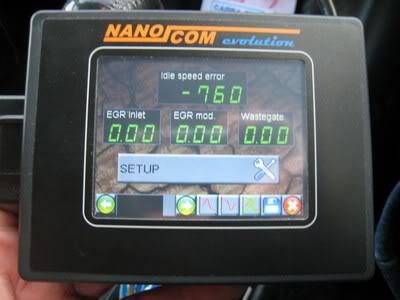 NANOCOM
evolution
Idle speed error
-760
EGR inlet EGR mod. Wastegate
0.00 0.00 0.00
SETUP